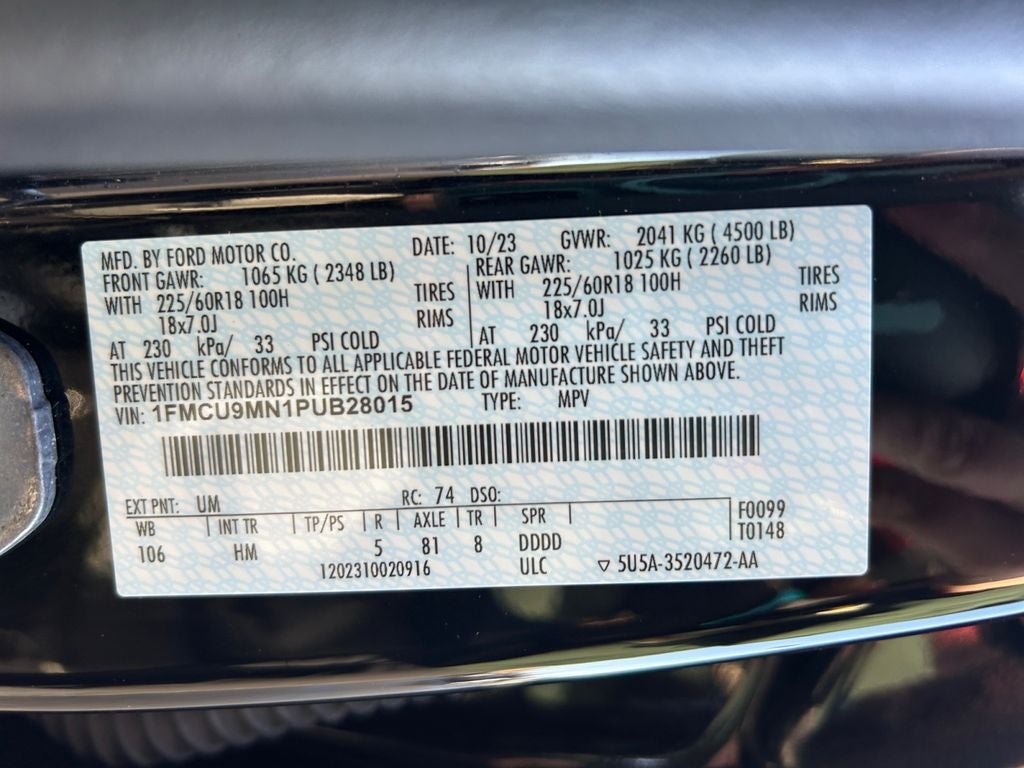 MFD. BY FORD MOTOR CO. DATE: 10/23 GVWR: 2041 KG ( 4500 LB)
FRONT GAWR: 1065 KG ( 2348 LB) REAR GAWR: 1025 KG ( 2260 LB)
WITH 225/60R18 100H TIRES WITH 225/60R18 100H TIRES
18x7.0J RIMS 18x7.0J RIMS
AT 230 kPa/ 33 PSI COLD AT 230 kPa/ 33 PSI COLD
THIS VEHICLE CONFORMS TO ALL APPLICABLE FEDERAL MOTOR VEHICLE SAFETY AND THEFT
PREVENTION STANDARDS IN EFFECT ON THE DATE OF MANUFACTURE SHOWN ABOVE.
VIN: 1FMCU9MN1PUB28015 TYPE: MPV
EXT PNT: UM RC: 74 DSO:
WB INT TR TP/PS R AXLE TR SPR F0099
106 HM 5 81 8 DDDD T0148
1202310020916 ULC ▽ 5U5A-3520472-AA